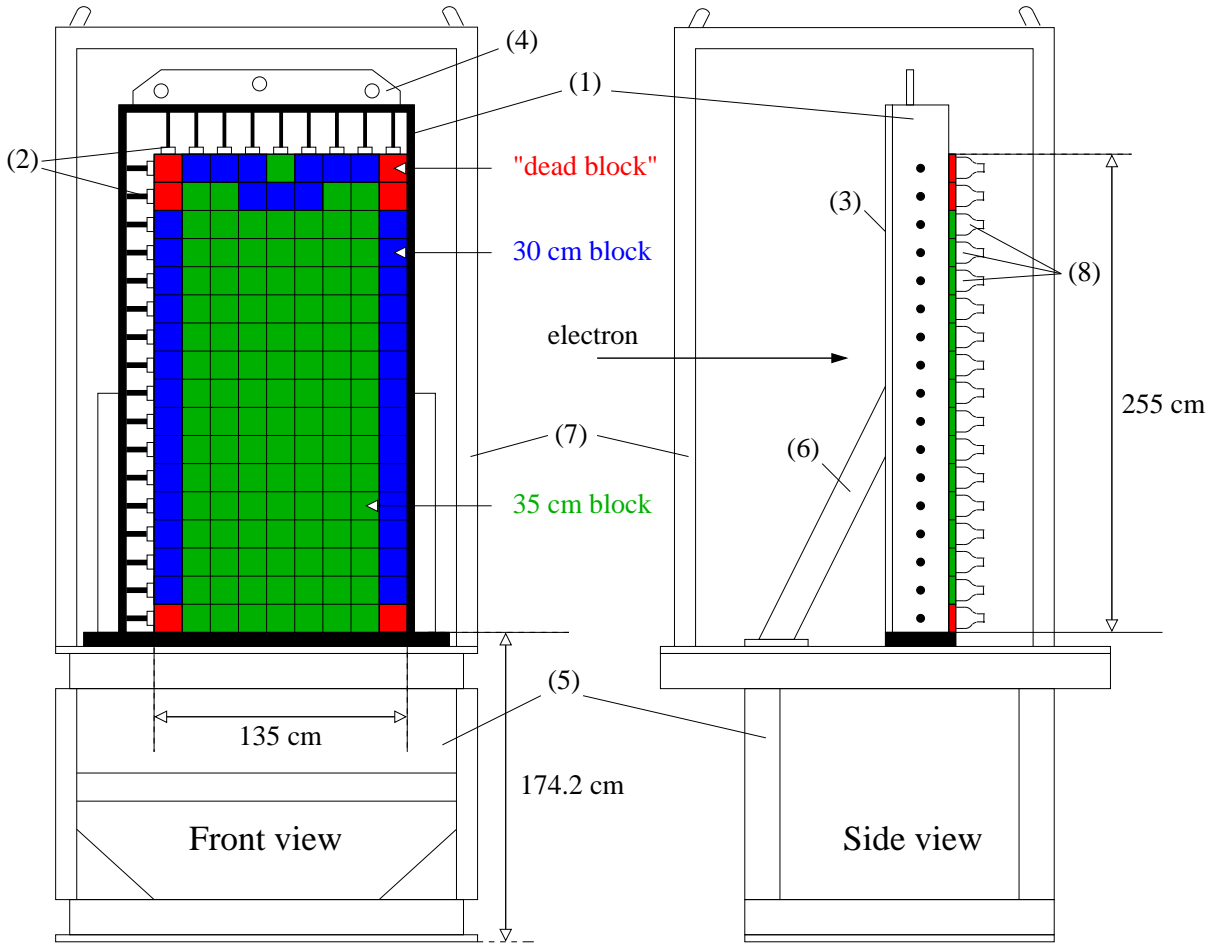 (4)
(1)
(2)
"dead block"
(3)
30 cm block
(8)
electron
255 cm
(7)
(6)
35 cm block
(5)
135 cm
174.2 cm
Front view
Side view